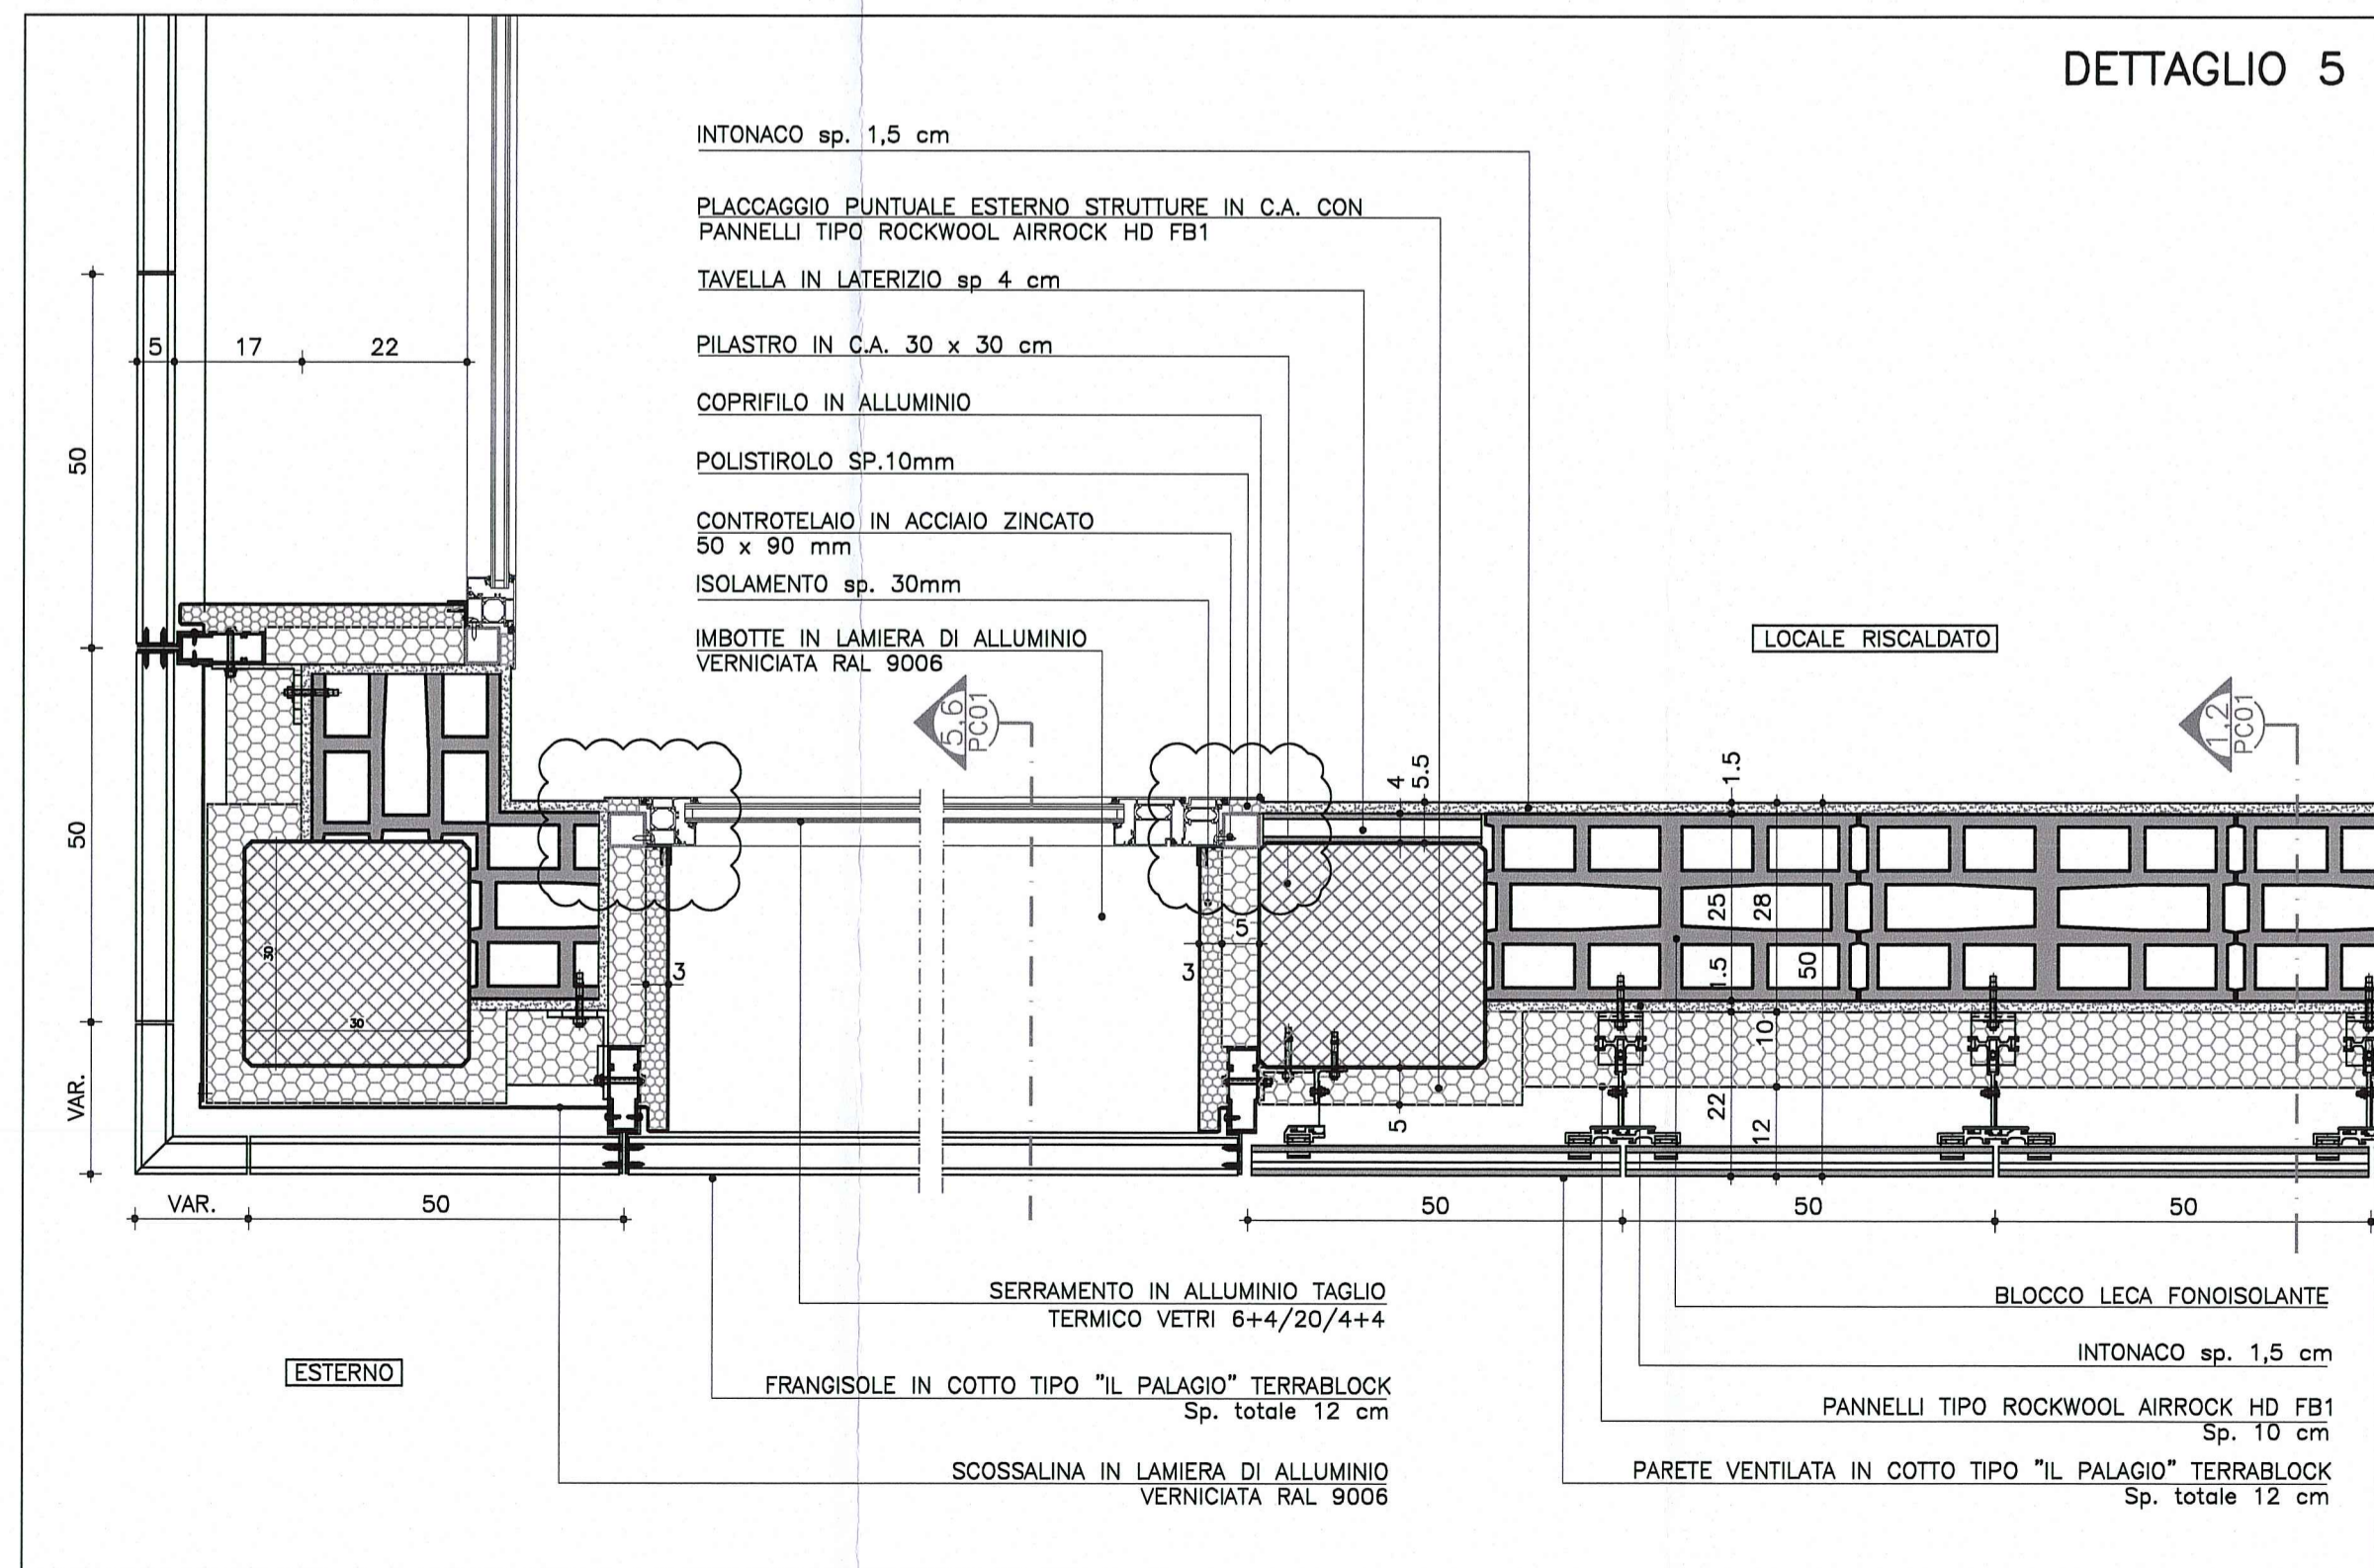 DETTAGLIO 5
INTONACO sp. 1,5 cm
PLACCAGGIO PUNTUALE ESTERNO STRUTTURE IN C.A. CON
PANNELLI TIPO ROCKWOOL AIRROCK HD FB1
TAVELLA IN LATERIZIO sp 4 cm
PILASTRO IN C.A. 30 x 30 cm
COPRIFILO IN ALLUMINIO
POLISTIROLO SP.10mm
CONTROTELAIO IN ACCIAIO ZINCATO
50 x 90 mm
ISOLAMENTO sp. 30mm
IMBOTTE IN LAMIERA DI ALLUMINIO
VERNICIATA RAL 9006
5 17 22
50
50
VAR.
LOCALE RISCALDATO
5,6
PC01
1,2
PC01
4
5.5
1.5
25
28
50
1.5
10
22
12
5
3
3
5
30
30
VAR.
50
50
50
50
SERRAMENTO IN ALLUMINIO TAGLIO
TERMICO VETRI 6+4/20/4+4
FRANGISOLE IN COTTO TIPO "IL PALAGIO" TERRABLOCK
Sp. totale 12 cm
SCOSSALINA IN LAMIERA DI ALLUMINIO
VERNICIATA RAL 9006
ESTERNO
BLOCCO LECA FONOISOLANTE
INTONACO sp. 1,5 cm
PANNELLI TIPO ROCKWOOL AIRROCK HD FB1
Sp. 10 cm
PARETE VENTILATA IN COTTO TIPO "IL PALAGIO" TERRABLOCK
Sp. totale 12 cm